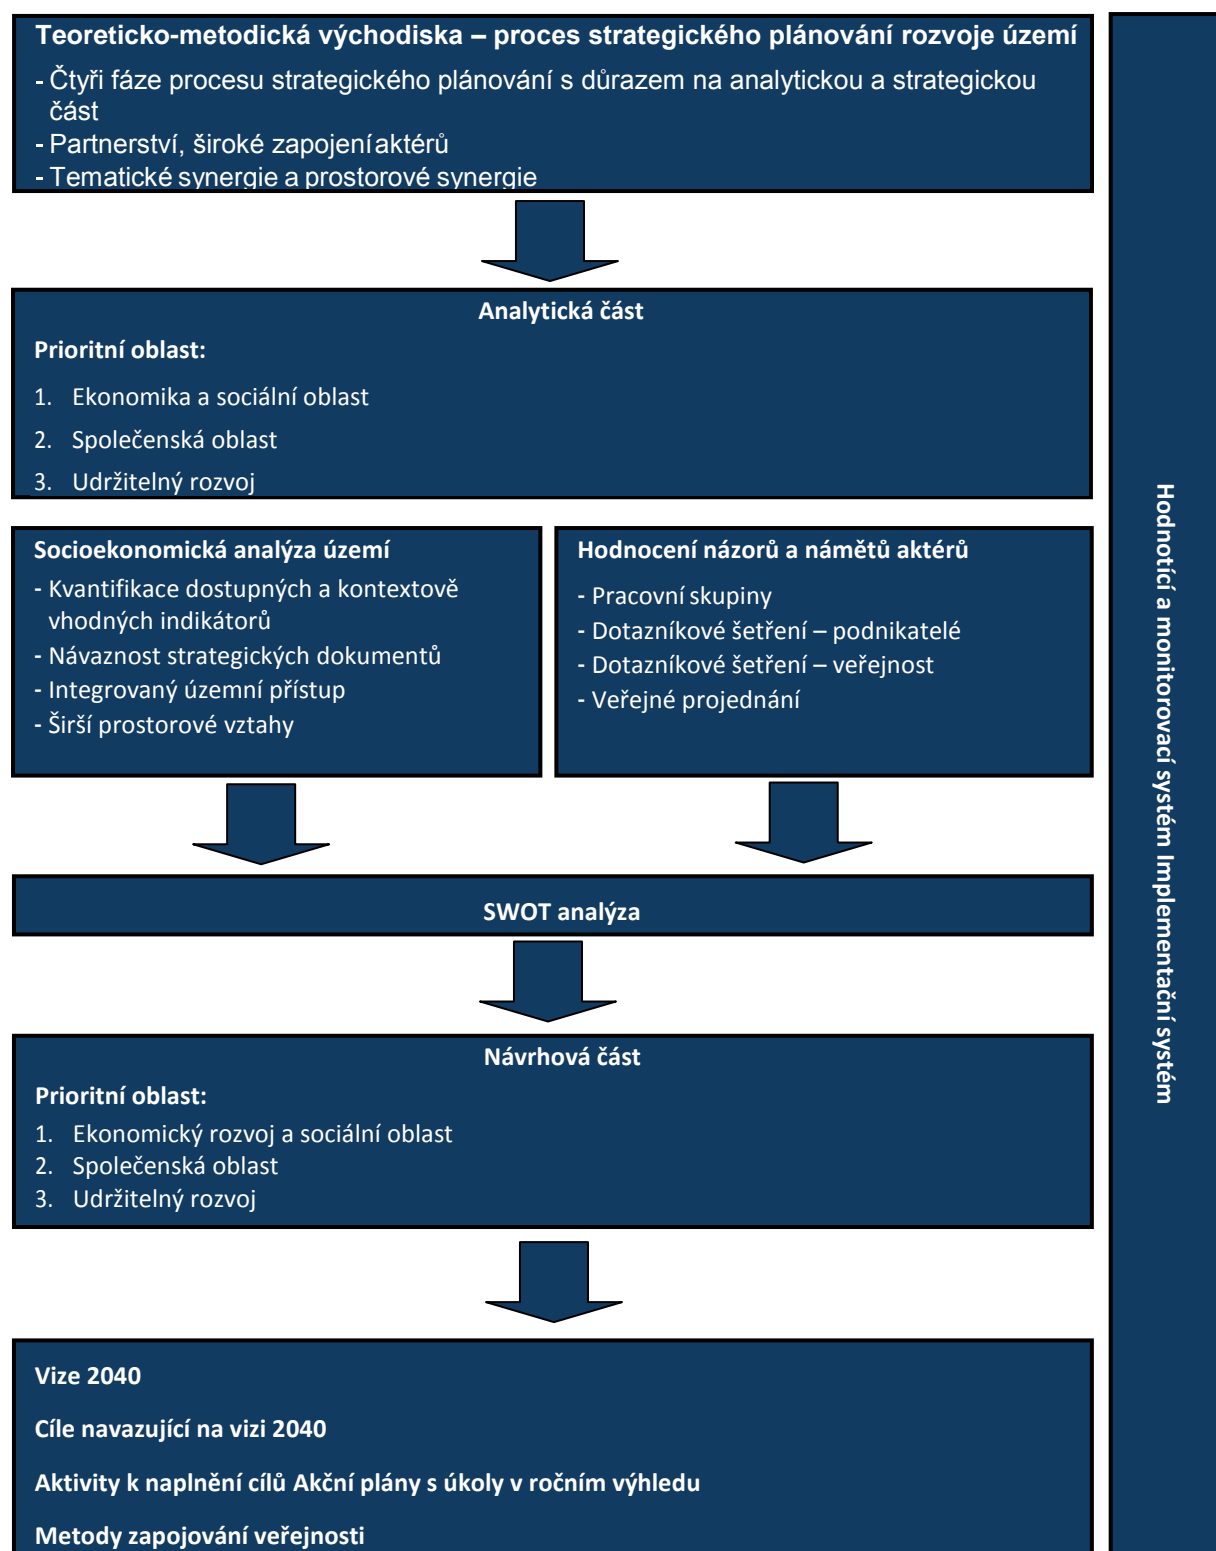 Teoreticko-metodická východiska – proces strategického plánování rozvoje území
- Čtyři fáze procesu strategického plánování s důrazem na analytickou a strategickou
část
- Partnerství, široké zapojení aktérů
- Tematické synergie a prostorové synergie
Analytická část
Prioritní oblast:
1. Ekonomika a sociální oblast
2. Společenská oblast
3. Udržitelný rozvoj
Socioekonomická analýza území
- Kvantifikace dostupných a kontextově
vhodných indikátorů
- Návaznost strategických dokumentů
- Integrovaný územní přístup
- Širší prostorové vztahy
Hodnocení názorů a námětů aktérů
- Pracovní skupiny
- Dotazníkové šetření – podnikatelé
- Dotazníkové šetření – veřejnost
- Veřejné projednání
SWOT analýza
Návrhová část
Prioritní oblast:
1. Ekonomický rozvoj a sociální oblast
2. Společenská oblast
3. Udržitelný rozvoj
Vize 2040
Cíle navazující na vizi 2040
Aktivity k naplnění cílů Akční plány s úkoly v ročním výhledu
Metody zapojování veřejnosti
Hodnotící a monitorovací systém Implementační systém